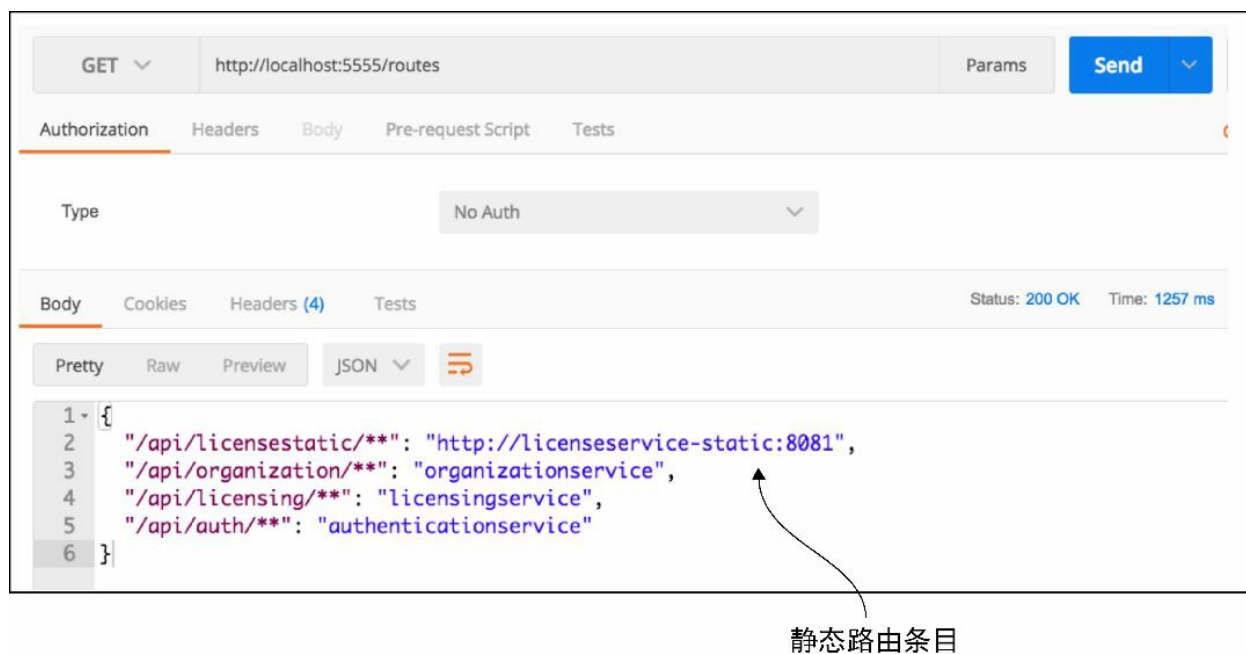 GET http://localhost:5555/routes Params Send
Authorization Headers Body Pre-request Script Tests
Type No Auth
Body Cookies Headers (4) Tests Status: 200 OK Time: 1257 ms
Pretty Raw Preview JSON
1 {
2 "/api/licensestatic/**": "http://licenseservice-static:8081",
3 "/api/organization/**": "organizationservice",
4 "/api/licensing/**": "licensingservice",
5 "/api/auth/**": "authenticationservice"
6 }
静态路由条目